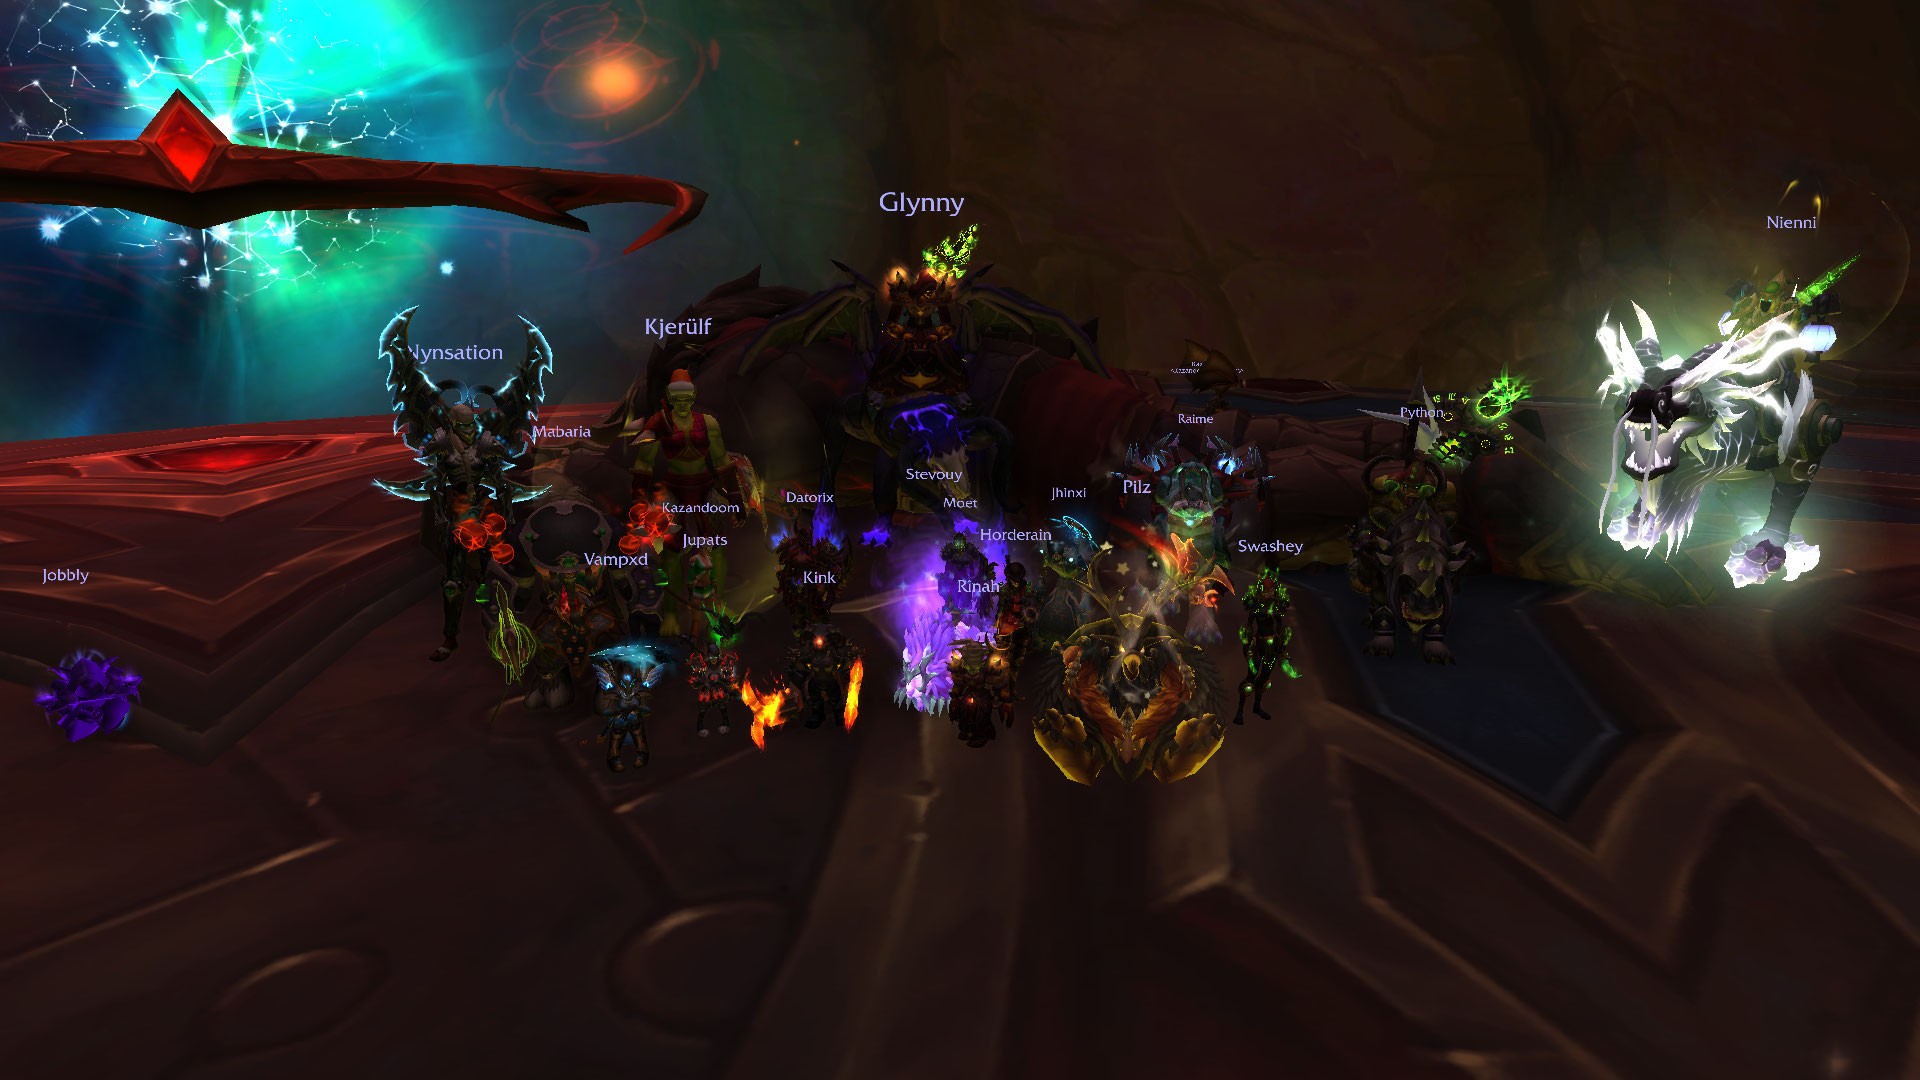 Glynny
Nienni
Kjerülf
Nynsation
Python
Raime
Mabaria
Stevouy
Pilz
Jhinxi
Datorix
Moet
Kazandoom
Horderain
Jupats
Swashey
Vampxd
Jobbly
Kink
Rinah